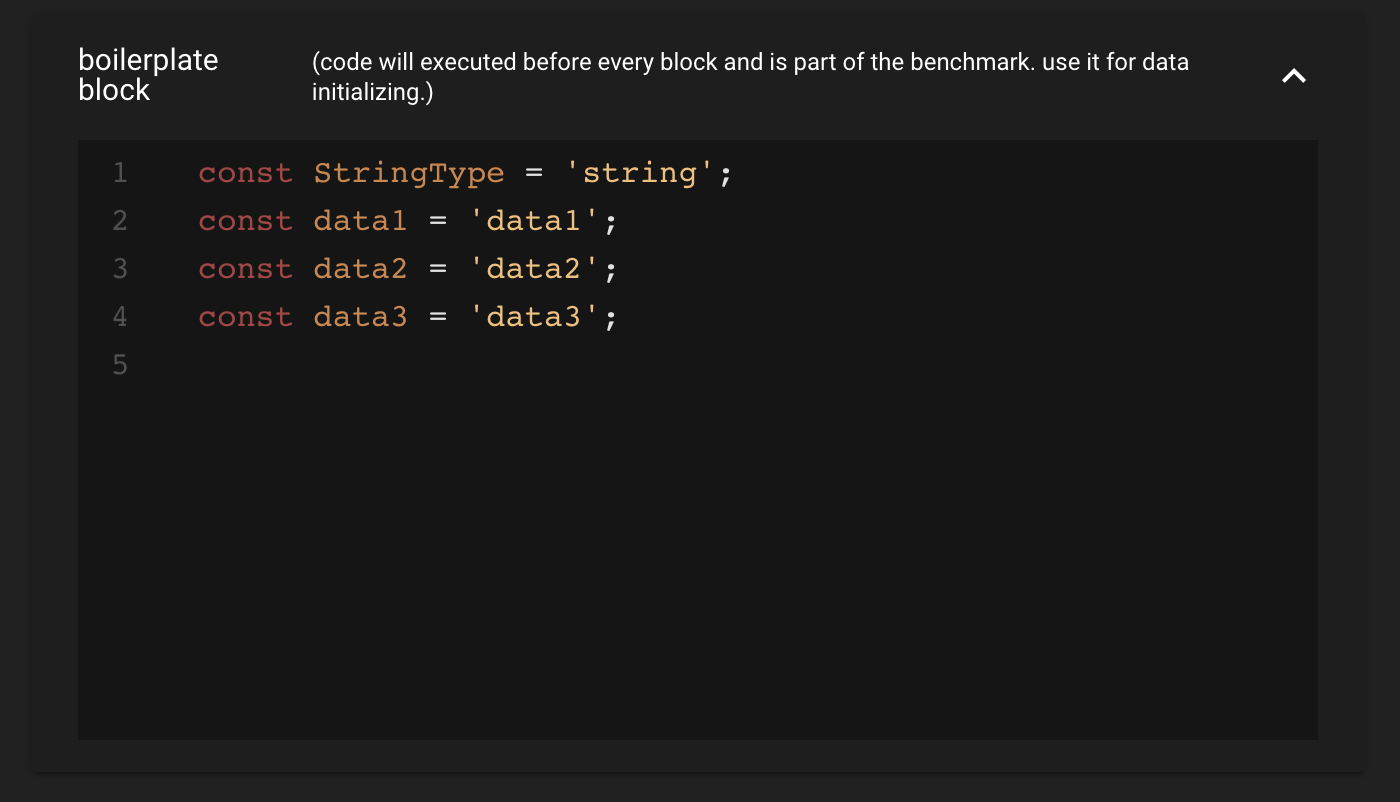 boilerplate
block
(code will executed before every block and is part of the benchmark. use it for data
initializing.)
1 const StringType = 'string';
2 const data1 = 'data1';
3 const data2 = 'data2';
4 const data3 = 'data3';
5